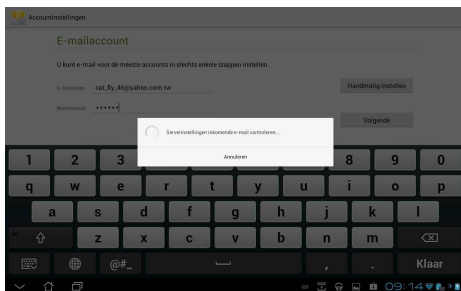 Accountinstellingen
E-mailaccount
U kunt e-mail voor de meeste accounts in slechts enkele stappen instellen.
E-mailadres cat_fly_46@yahoo.com.tw Handmatig instellen
Wachtwoord ••••••
Volgende
Serverinstellingen inkomende e-mail controleren...
Annuleren
1 2 3 8 9 0
q w e r t y u i o p
a s d f g h j k l
z x c v b n m
@#_ , . Klaar
09:14